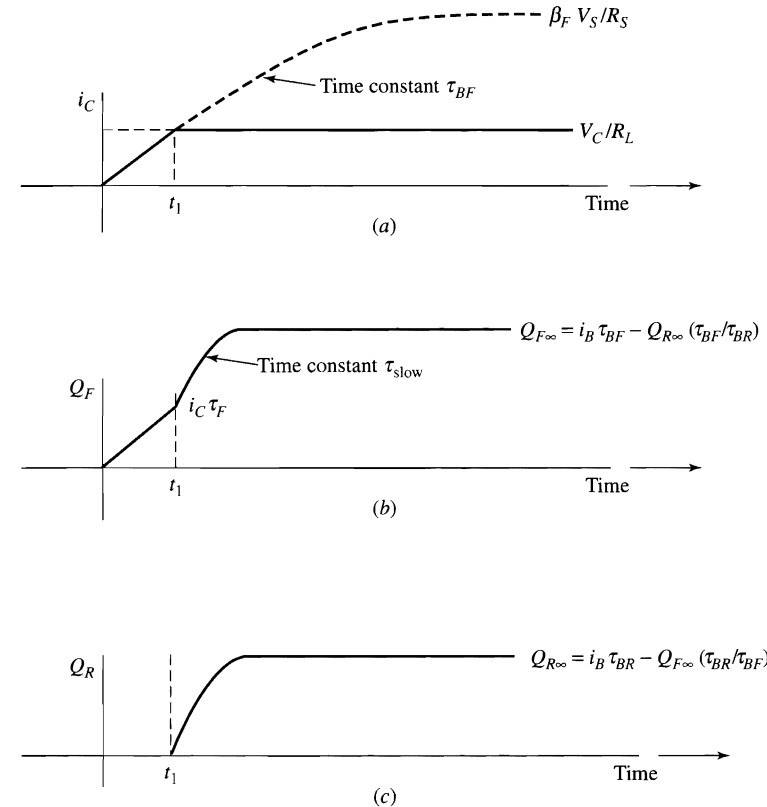 β_F V_S/R_S
Time constant τ_BF
i_C
V_C/R_L
t_1
Time
(a)
Q_F∞ = i_B τ_BF – Q_R∞ (τ_BF/τ_BR)
Time constant τ_slow
Q_F
i_C τ_F
t_1
Time
(b)
Q_R∞ = i_B τ_BR – Q_F∞ (τ_BR/τ_BF)
Q_R
t_1
Time
(c)